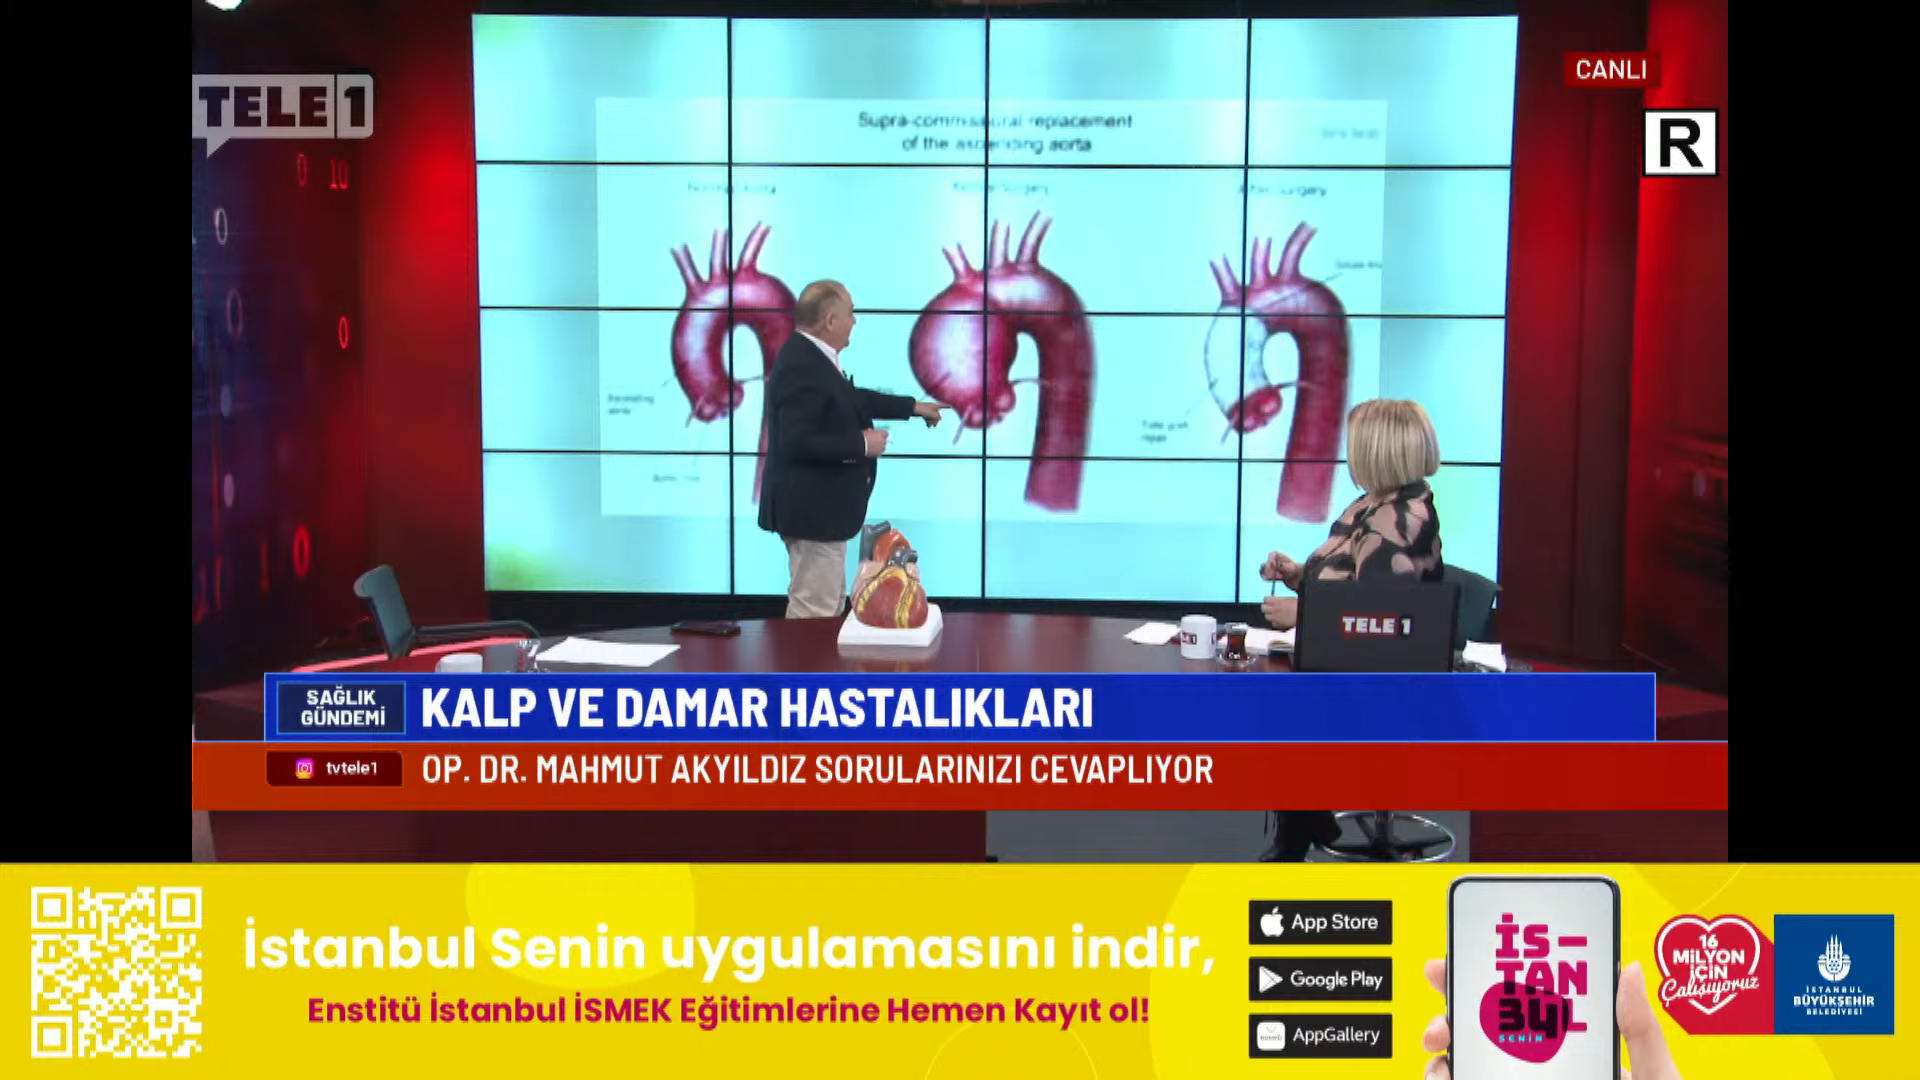 TELE1
CANLI
R
Supra-commissural replacement
of the ascending aorta
TELE 1
SAĞLIK
GÜNDEMİ
KALP VE DAMAR HASTALIKLARI
tvtele1
OP. DR. MAHMUT AKYILDIZ SORULARINIZI CEVAPLIYOR
İstanbul Senin uygulamasını indir,
Enstitü İstanbul İSMEK Eğitimlerine Hemen Kayıt ol!
App Store
Google Play
AppGallery
İS-
TAN
34L
SENİN
16
MİLYON
İÇİN
Çalışıyoruz
İSTANBUL
BÜYÜKŞEHİR
BELEDİYESİ